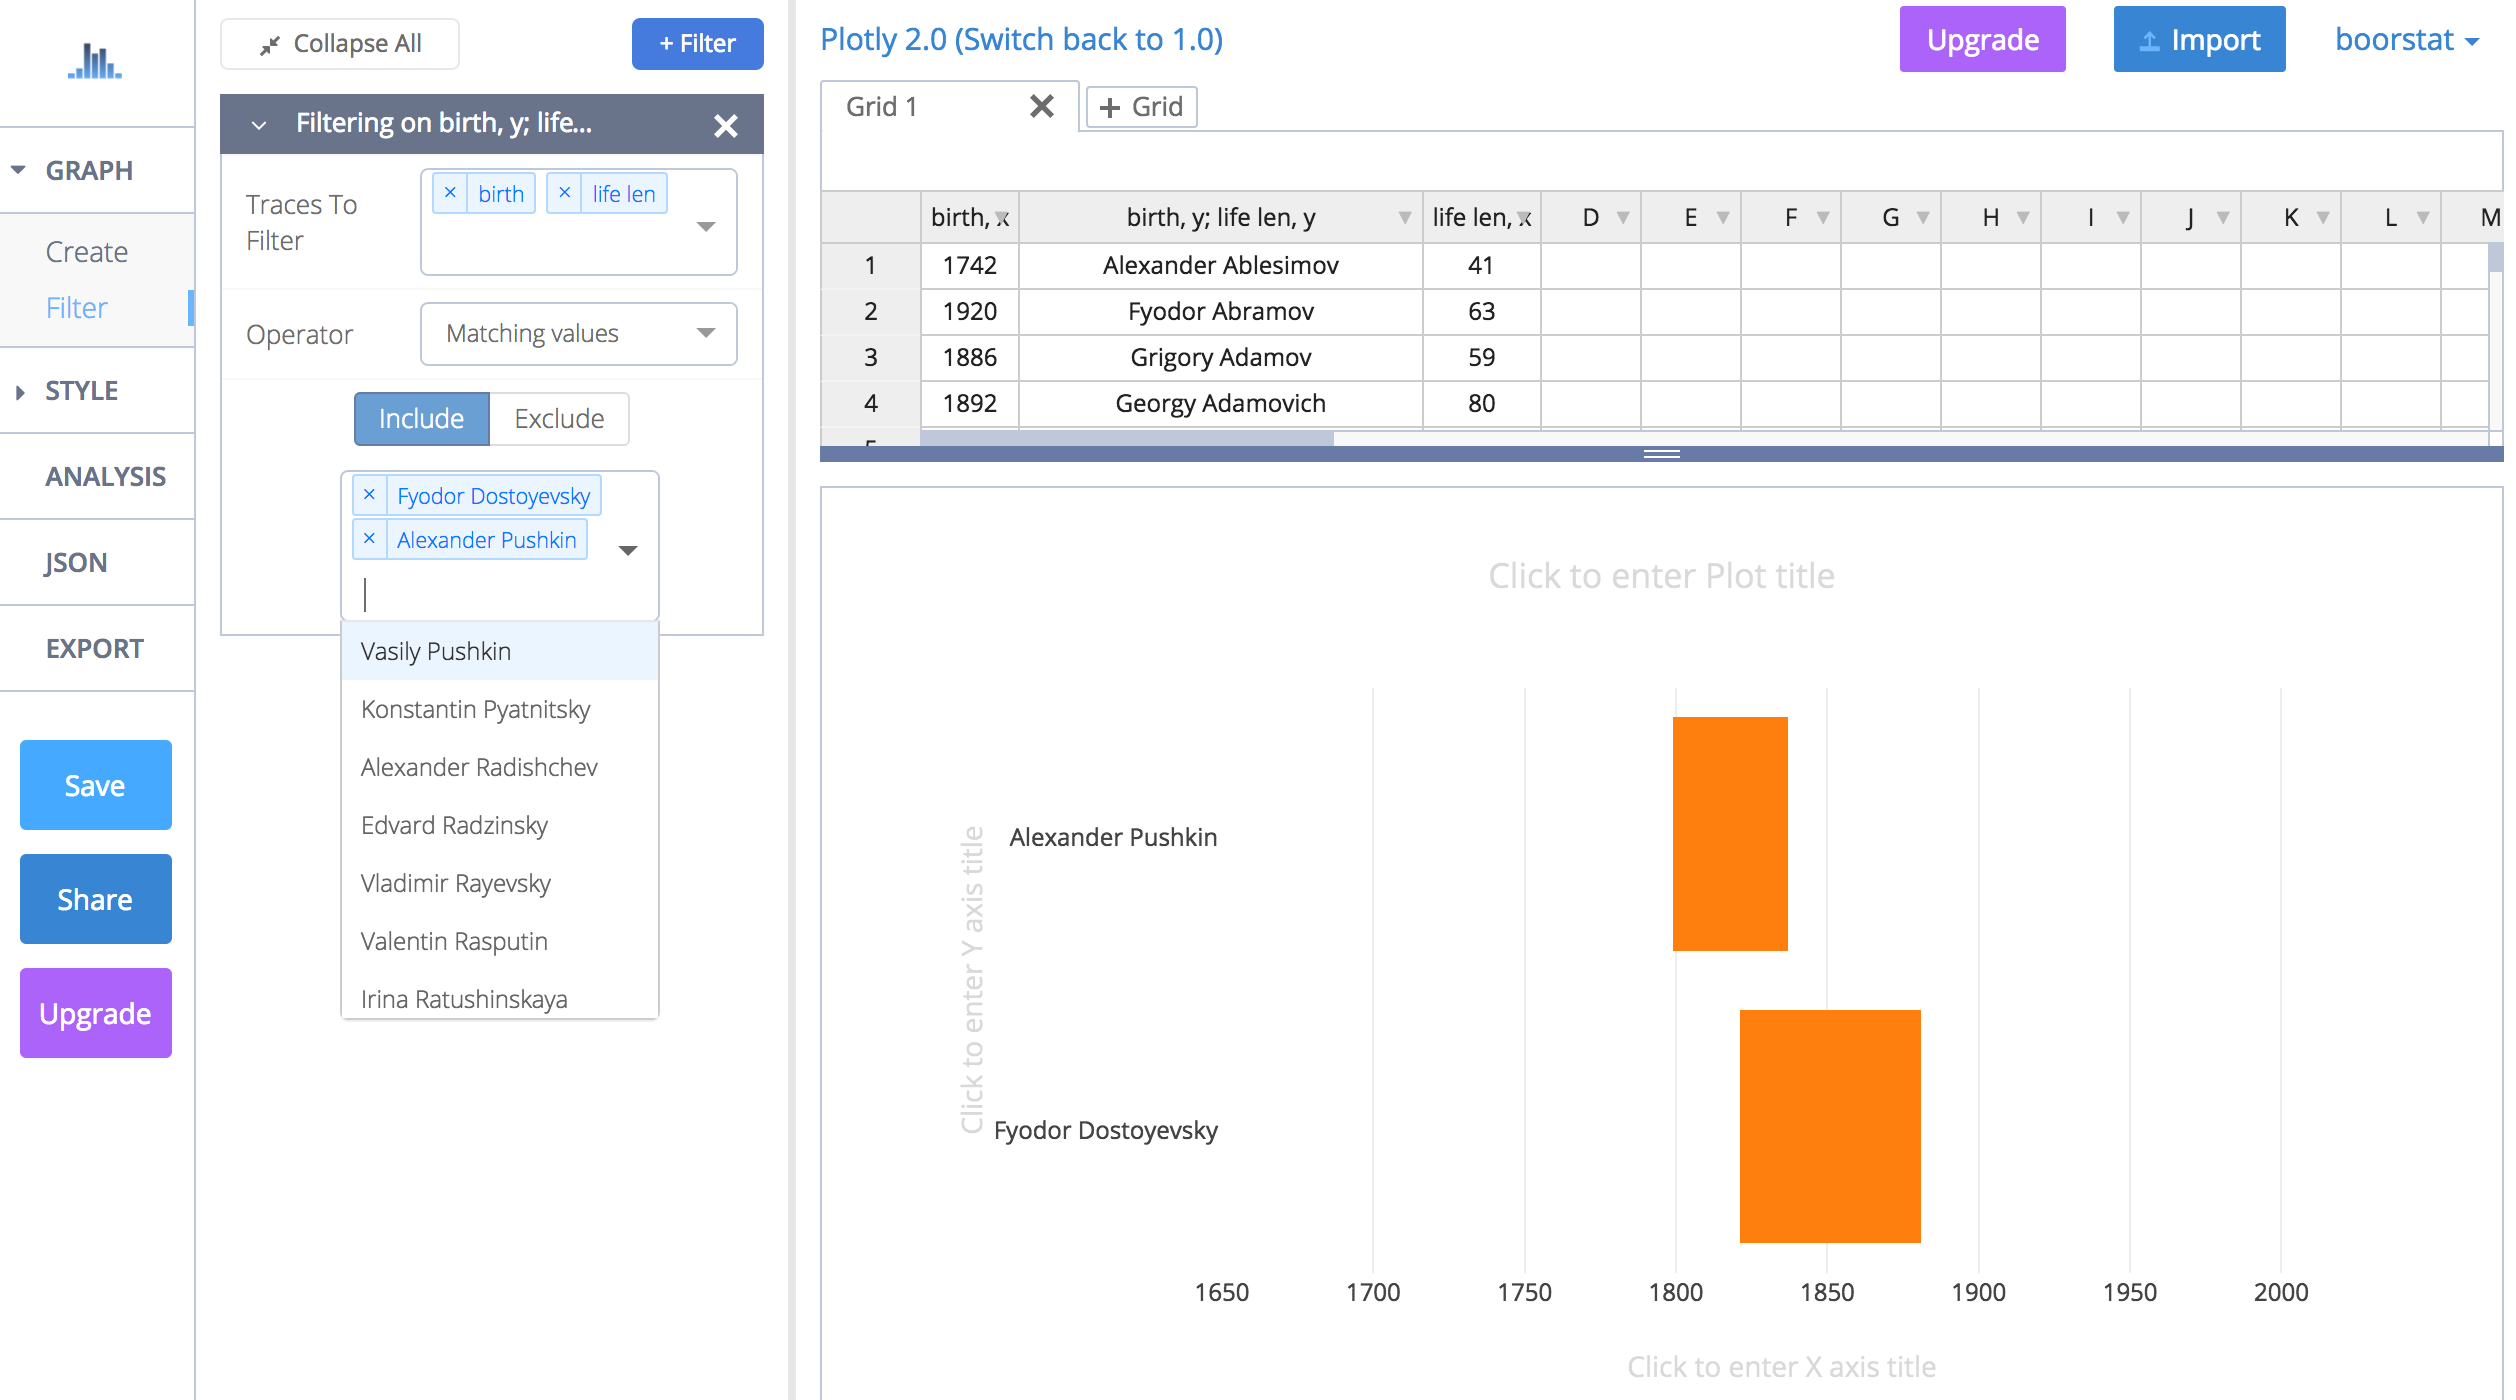 GRAPH
Create
Filter
STYLE
ANALYSIS
JSON
EXPORT
Save
Share
Upgrade
Collapse All
+ Filter
Filtering on birth, y; life...
Traces To
Filter
× birth × life len
Operator
Matching values
Include Exclude
× Fyodor Dostoyevsky
× Alexander Pushkin
Vasily Pushkin
Konstantin Pyatnitsky
Alexander Radishchev
Edvard Radzinsky
Vladimir Rayevsky
Valentin Rasputin
Irina Ratushinskaya
Plotly 2.0 (Switch back to 1.0)
Upgrade
Import
boorstat
Grid 1
+ Grid
birth, x birth, y; life len, y life len, x D E F G H I J K L M
1 1742 Alexander Ablesimov 41
2 1920 Fyodor Abramov 63
3 1886 Grigory Adamov 59
4 1892 Georgy Adamovich 80
5
Click to enter Plot title
Click to enter Y axis title
Alexander Pushkin
Fyodor Dostoyevsky
1650 1700 1750 1800 1850 1900 1950 2000
Click to enter X axis title